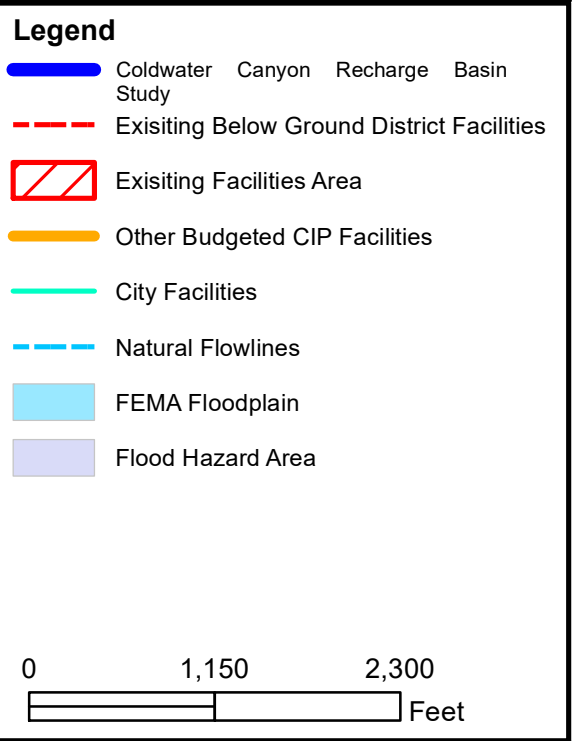 Legend
Coldwater Canyon Recharge Basin
Study
Exisiting Below Ground District Facilities
Exisiting Facilities Area
Other Budgeted CIP Facilities
City Facilities
Natural Flowlines
FEMA Floodplain
Flood Hazard Area
0 1,150 2,300
Feet